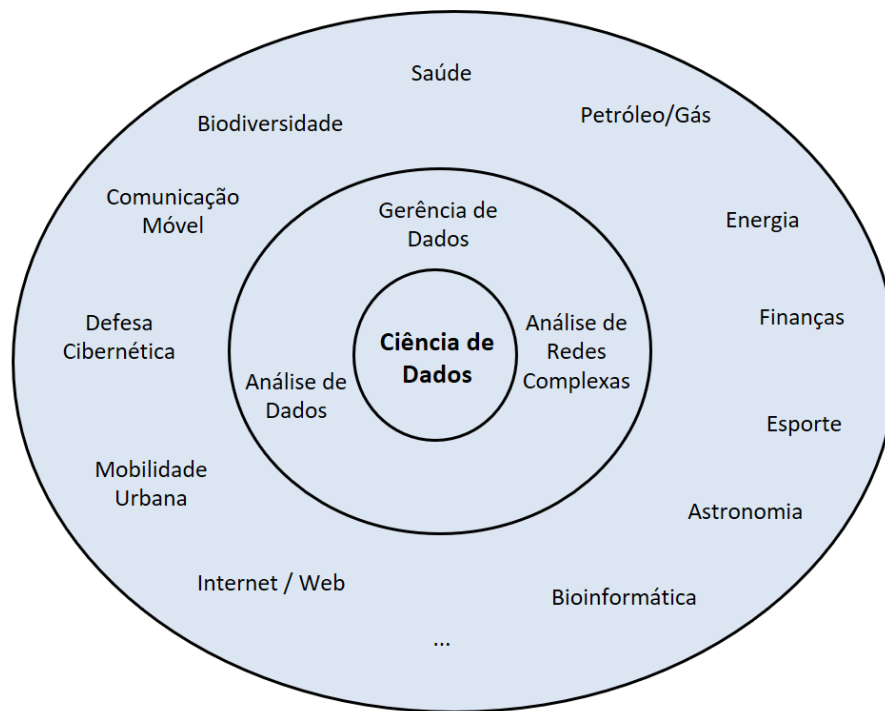 Saúde
Petróleo/Gás
Biodiversidade
Comunicação
Móvel
Gerência de
Dados
Energia
Defesa
Cibernética
Ciência de
Dados
Análise de
Redes
Complexas
Finanças
Análise de
Dados
Esporte
Mobilidade
Urbana
Astronomia
Internet / Web
Bioinformática
...